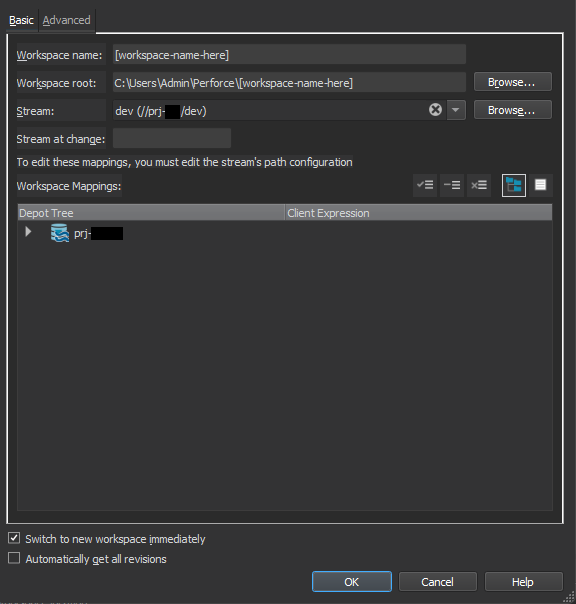 Basic Advanced
Workspace name: [workspace-name-here]
Workspace root: C:\Users\Admin\Perforce\[workspace-name-here] Browse...
Stream: dev (//prj- /dev) Browse...
Stream at change:
To edit these mappings, you must edit the stream's path configuration
Workspace Mappings:
Depot Tree Client Expression
prj-
Switch to new workspace immediately
Automatically get all revisions
OK Cancel Help